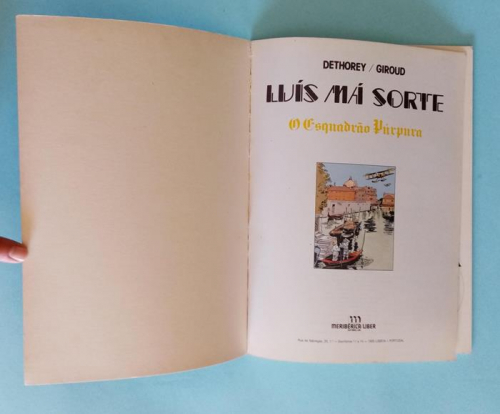 DETHOREY / GIROUD
LUÍS MÁ SORTE
O Esquadrão Púrpura
MERIBÉRICA/LIBER